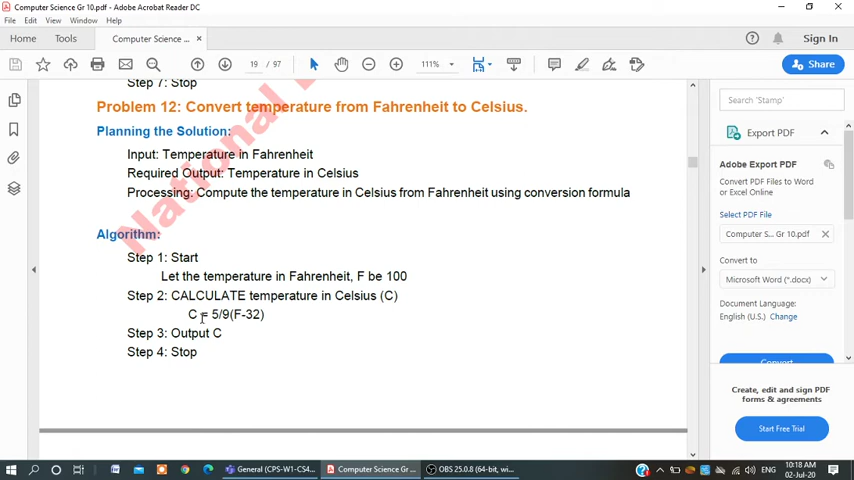 Computer Science Gr 10.pdf - Adobe Acrobat Reader DC
File Edit View Window Help
Home Tools Computer Science ... × Sign In
19 / 97 111% Share
Step 7: Stop
Problem 12: Convert temperature from Fahrenheit to Celsius.
Planning the Solution:
Input: Temperature in Fahrenheit
Required Output: Temperature in Celsius
Processing: Compute the temperature in Celsius from Fahrenheit using conversion formula
Algorithm:
Step 1: Start
Let the temperature in Fahrenheit, F be 100
Step 2: CALCULATE temperature in Celsius (C)
C = 5/9(F-32)
Step 3: Output C
Step 4: Stop
National
Search 'Stamp'
Export PDF
Adobe Export PDF
Convert PDF Files to Word
or Excel Online
Select PDF File
Computer S... Gr 10.pdf
Convert to
Microsoft Word (*.docx)
Document Language:
English (U.S.) Change
Convert
Create, edit and sign PDF
forms & agreements
Start Free Trial
General (CPS-W1-CS4...
Computer Science Gr ...
OBS 25.0.8 (64-bit, wi...
ENG
10:18 AM
02-Jul-20